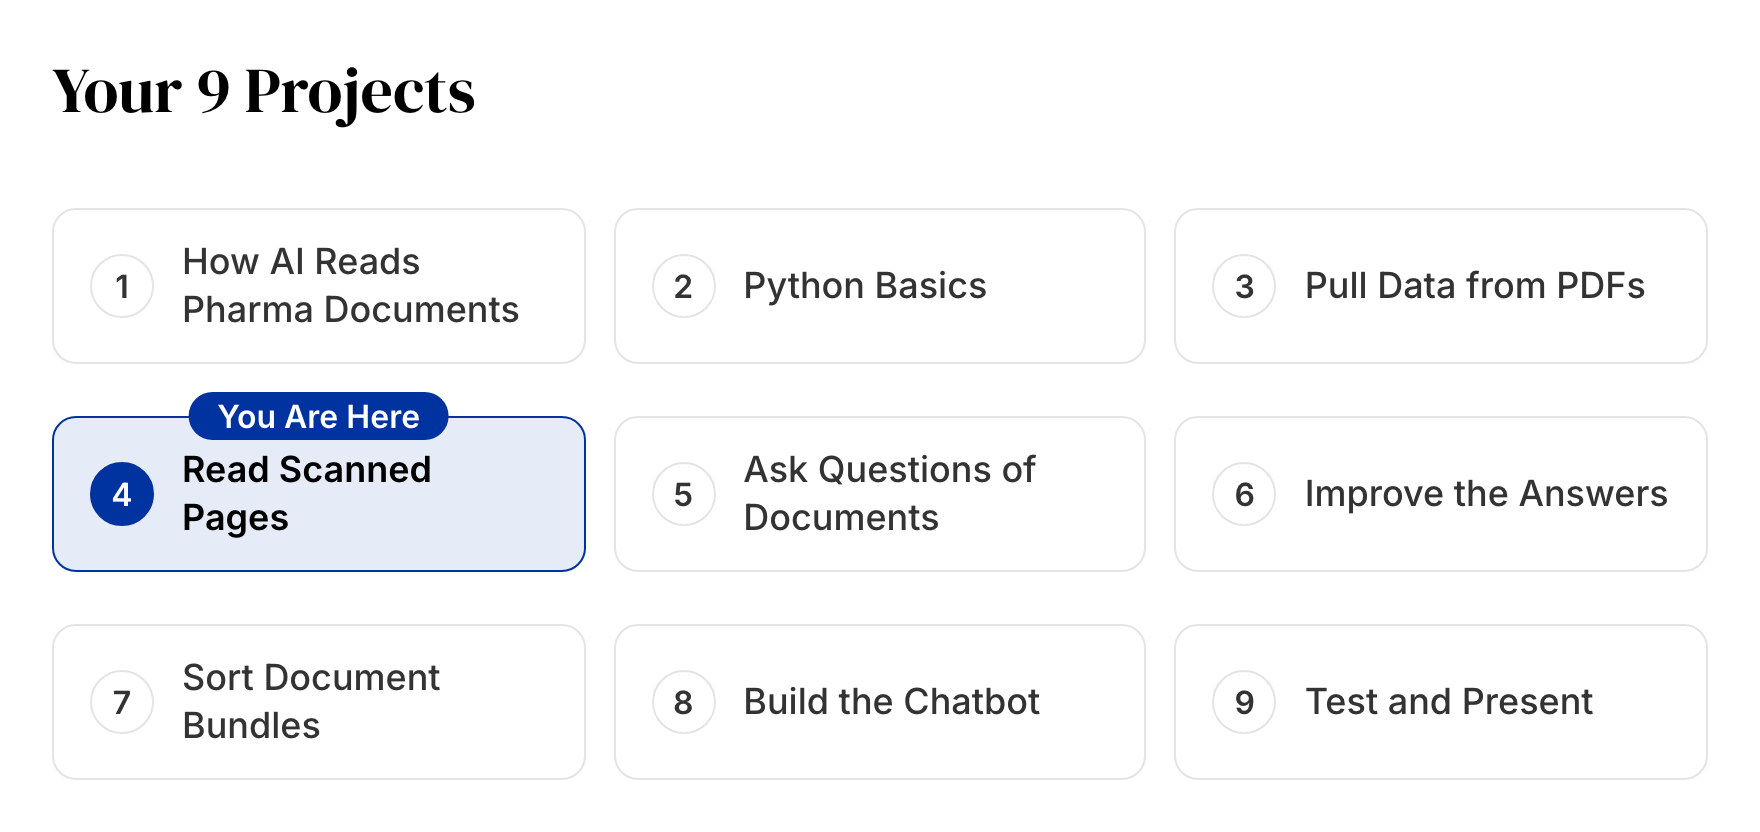 Your 9 Projects
1
How AI Reads
Pharma Documents
2
Python Basics
3
Pull Data from PDFs
You Are Here
4
Read Scanned
Pages
5
Ask Questions of
Documents
6
Improve the Answers
7
Sort Document
Bundles
8
Build the Chatbot
9
Test and Present